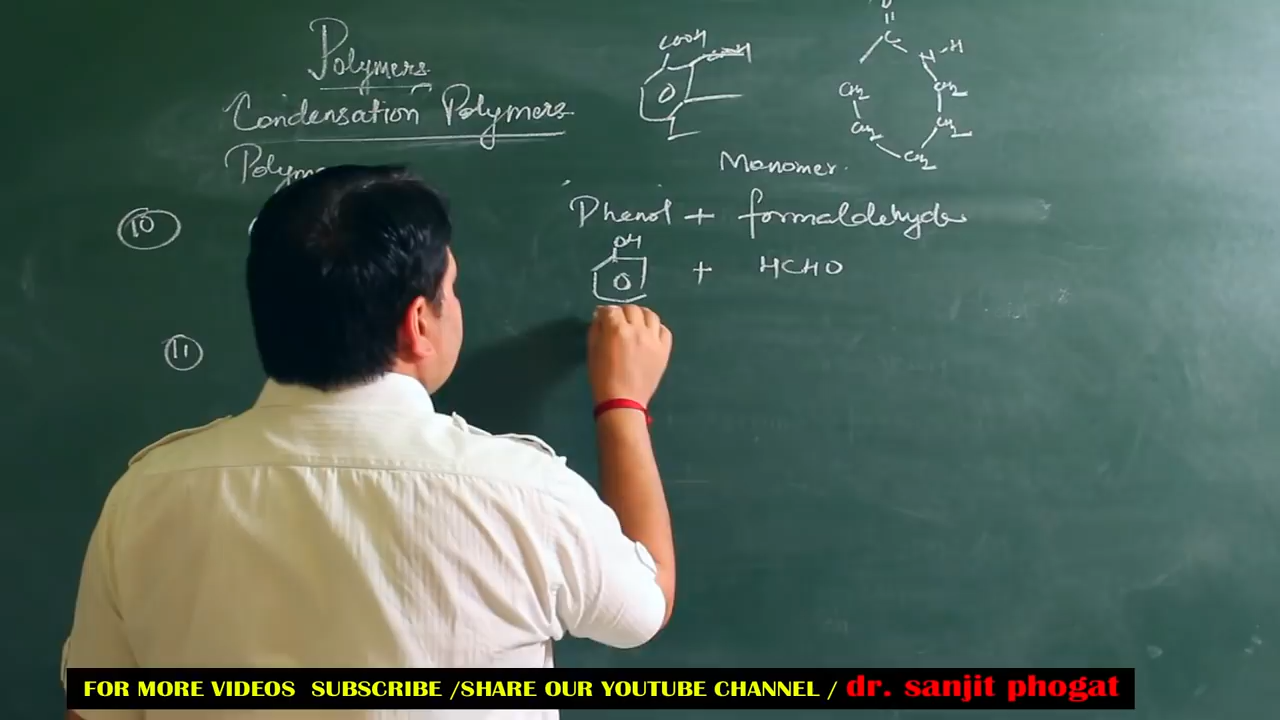 Polymers
Condensation Polymers
Polyme
Monomer.
10
Phenol + formaldehyde
OH
+ HCHO
11
COOH
COOH
O
C
N-H
CH2
CH2
CH2
CH2
CH2
FOR MORE VIDEOS SUBSCRIBE /SHARE OUR YOUTUBE CHANNEL / dr. sanjit phogat